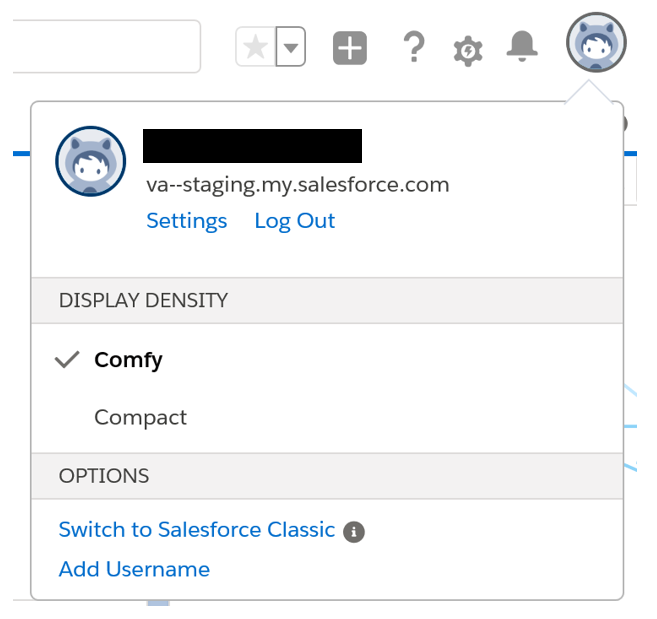 va--staging.my.salesforce.com
Settings Log Out
DISPLAY DENSITY
Comfy
Compact
OPTIONS
Switch to Salesforce Classic
Add Username